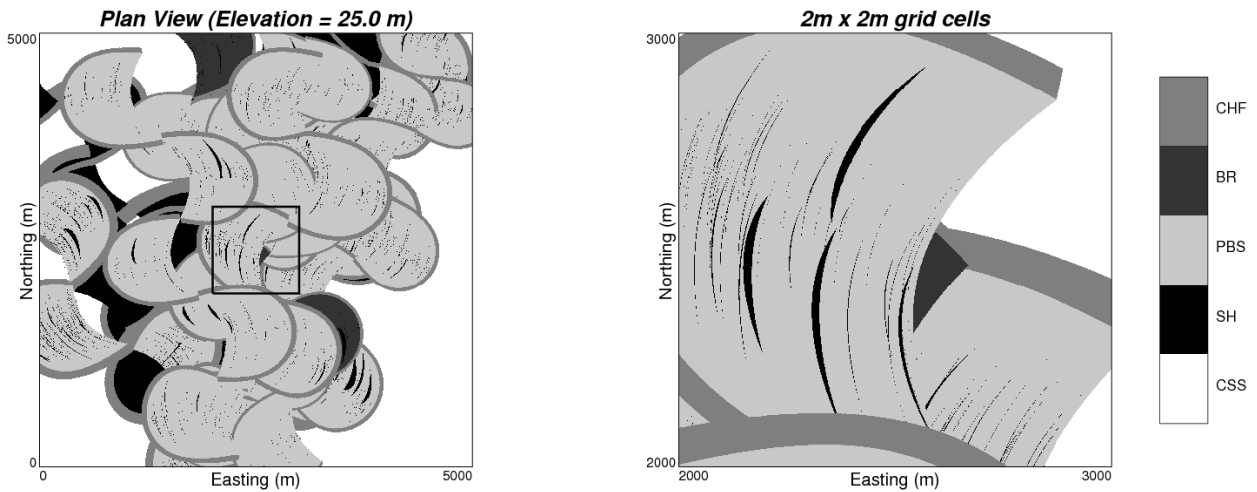 Plan View (Elevation = 25.0 m)
5000
Northing (m)
0
0
5000
Easting (m)
2m x 2m grid cells
3000
Northing (m)
2000
2000
3000
Easting (m)
CHF
BR
PBS
SH
CSS